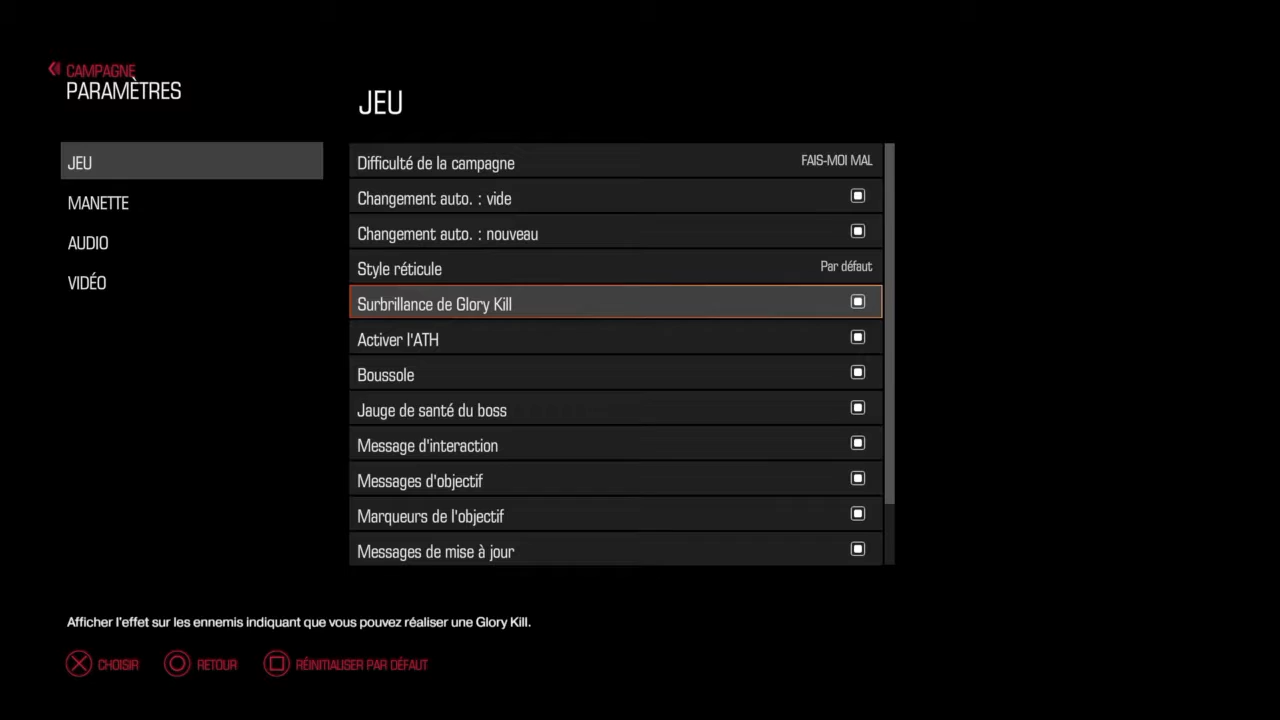 CAMPAGNE
PARAMÈTRES
JEU
MANETTE
AUDIO
VIDÉO
JEU
Difficulté de la campagne FAIS-MOI MAL
Changement auto. : vide
Changement auto. : nouveau
Style réticule Par défaut
Surbrillance de Glory Kill
Activer l'ATH
Boussole
Jauge de santé du boss
Message d'interaction
Messages d'objectif
Marqueurs de l'objectif
Messages de mise à jour
Afficher l'effet sur les ennemis indiquant que vous pouvez réaliser une Glory Kill.
CHOISIR RETOUR RÉINITIALISER PAR DÉFAUT